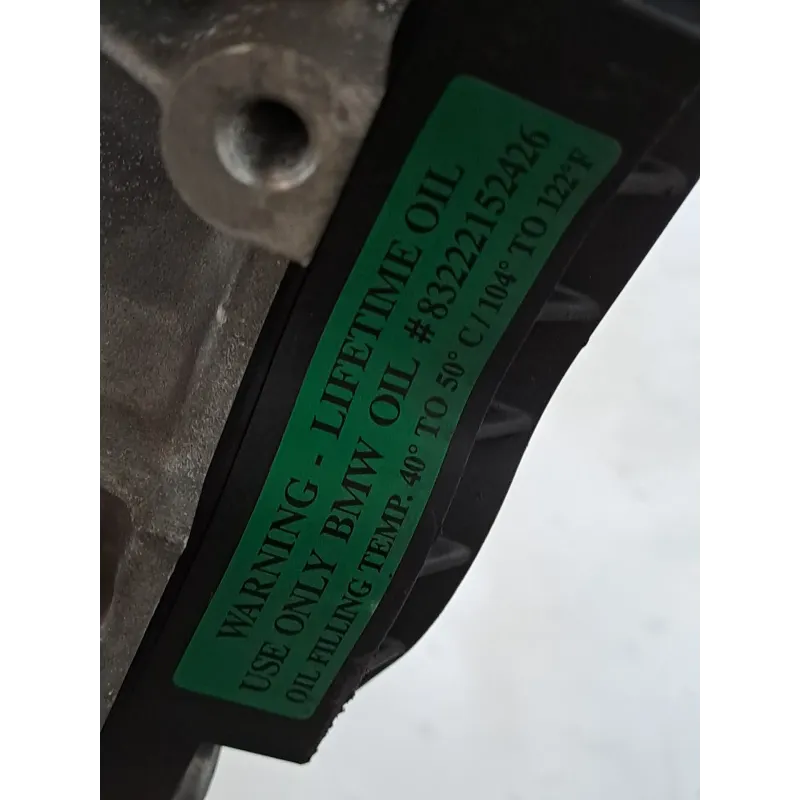 WARNING - LIFETIME OIL
USE ONLY BMW OIL #83222152426
OIL FILLING TEMP. 40° TO 50° C / 104° TO 122°F